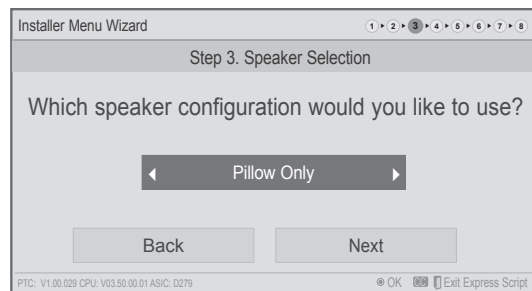 Installer Menu Wizard 1 2 3 4 5 6 7 8
Step 3. Speaker Selection
Which speaker configuration would you like to use?
Pillow Only
Back Next
PTC: V1.00.029 CPU: V03.50.00.01 ASIC: D279 OK CC Exit Express Script